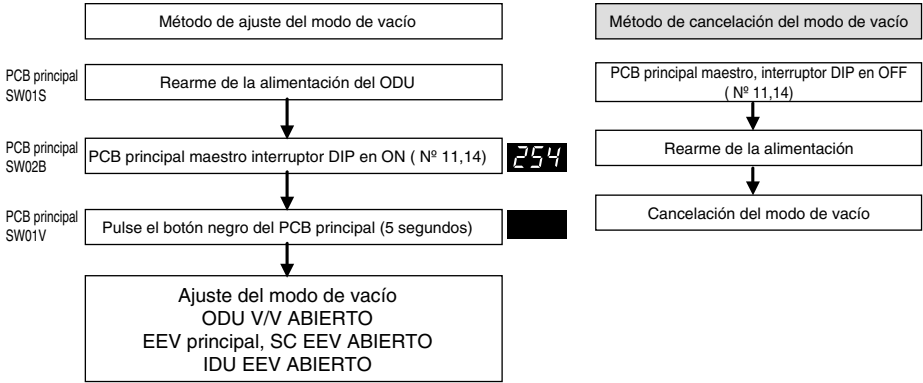 Método de ajuste del modo de vacío
PCB principal
SW01S
Rearme de la alimentación del ODU
PCB principal
SW02B
PCB principal maestro interruptor DIP en ON ( Nº 11,14)
254
PCB principal
SW01V
Pulse el botón negro del PCB principal (5 segundos)
Ajuste del modo de vacío
ODU V/V ABIERTO
EEV principal, SC EEV ABIERTO
IDU EEV ABIERTO
Método de cancelación del modo de vacío
PCB principal maestro, interruptor DIP en OFF
( Nº 11,14)
Rearme de la alimentación
Cancelación del modo de vacío